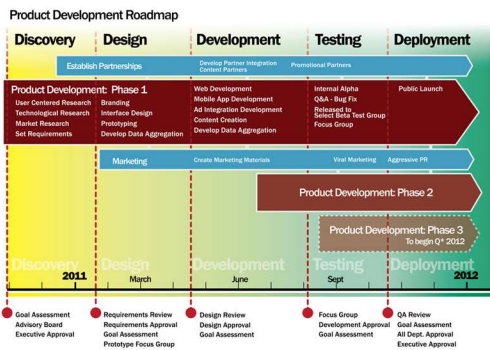 Product Development Roadmap
Discovery Design Development Testing Deployment
Establish Partnerships
Develop Partner Integration
Content Partners
Promotional Partners
Product Development: Phase 1
User Centered Research
Technological Research
Market Research
Set Requirements
Branding
Interface Design
Prototyping
Develop Data Aggregation
Web Development
Mobile App Development
Ad Integration Development
Content Creation
Develop Data Aggregation
Internal Alpha
Q&A - Bug Fix
Released to
Select Beta Test Group
Focus Group
Public Launch
Marketing
Create Marketing Materials
Viral Marketing
Aggressive PR
Product Development: Phase 2
Product Development: Phase 3
To begin Q* 2012
Discovery Design Development Testing Deployment
2011 March June Sept 2012
Goal Assessment
Advisory Board
Executive Approval
Requirements Review
Requirements Approval
Goal Assessment
Prototype Focus Group
Design Review
Design Approval
Goal Assessment
Focus Group
Development Approval
Goal Assessment
QA Review
Goal Assessment
All Dept. Approval
Executive Approval